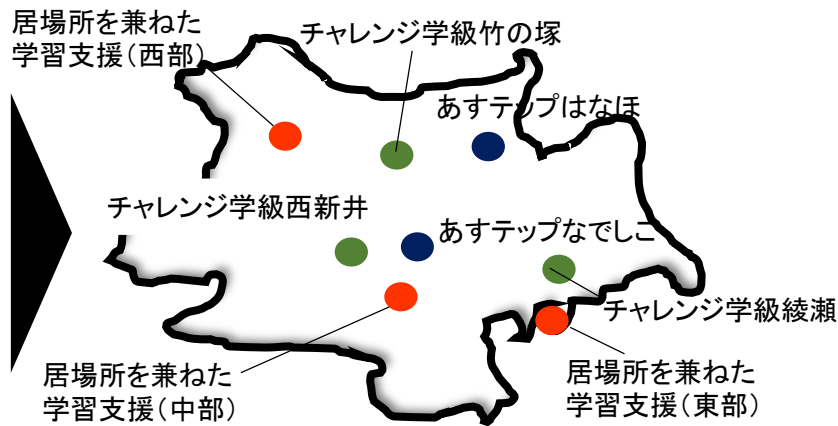 居場所を兼ねた
学習支援（西部）
チャレンジ学級竹の塚
あすテップはなほ
チャレンジ学級西新井
あすテップなでしこ
チャレンジ学級綾瀬
居場所を兼ねた
学習支援（中部）
居場所を兼ねた
学習支援（東部）